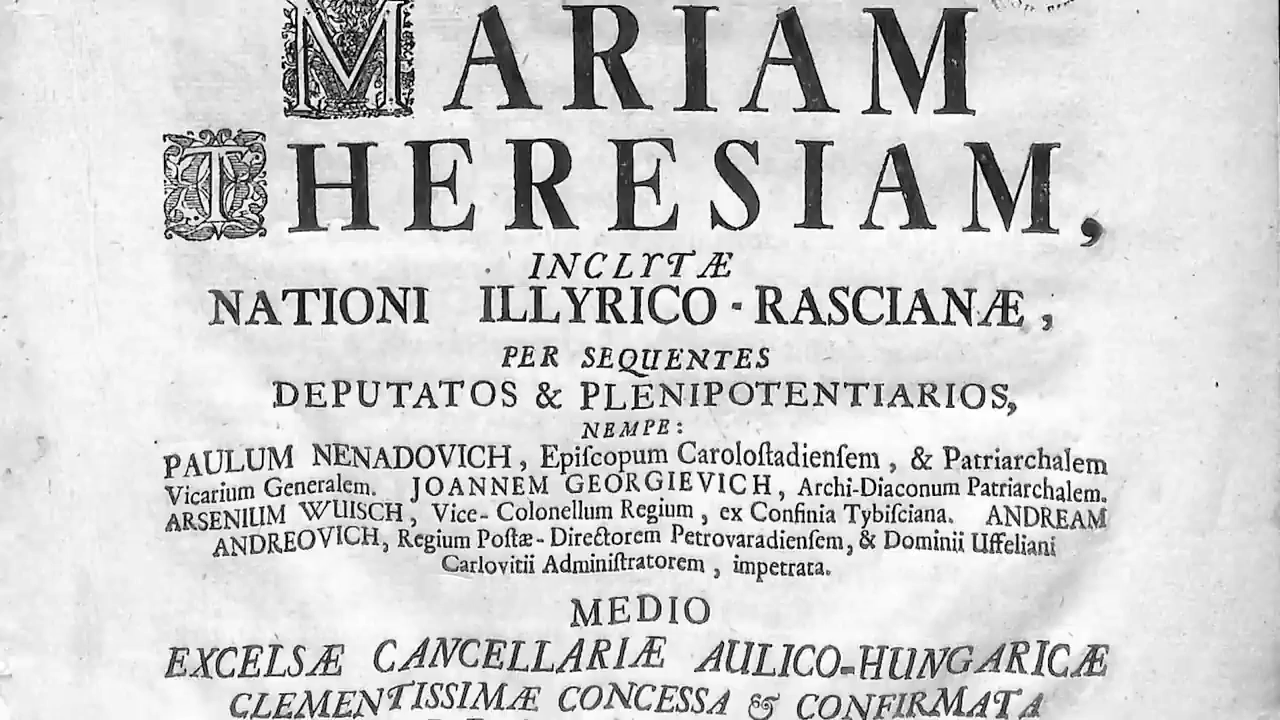 MARIAM
THERESIAM,
INCLYTÆ
NATIONI ILLYRICO-RASCIANÆ,
PER SEQUENTES
DEPUTATOS & PLENIPOTENTIARIOS,
NEMPE:
PAULUM NENADOVICH, Epiſcopum Caroloſtadienſem, & Patriarchalem
Vicarium Generalem. JOANNEM GEORGIEVICH, Archi-Diaconum Patriarchalem.
ARSENIUM WUISCH, Vice-Colonellum Regium, ex Confinia Tybiſciana. ANDREAM
ANDREOVICH, Regium Poſtæ-Directorem Petrovaradienſem, & Dominii Uffeliani
Carlovitii Adminiſtratorem, impetrata.
MEDIO
EXCELSÆ CANCELLARIÆ AULICO-HUNGARICÆ
CLEMENTISSIMÆ CONCESSA & CONFIRMATA